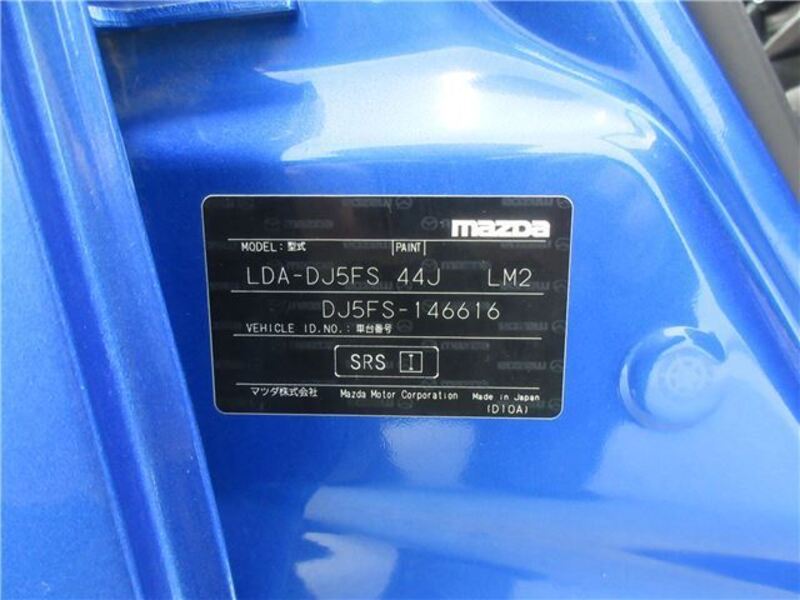 mazda
MODEL: 型式 PAINT
LDA-DJ5FS 44J LM2
DJ5FS-146616
VEHICLE ID.NO.: 車台番号
SRS I
マツダ株式会社 Mazda Motor Corporation Made in Japan
(D10A)